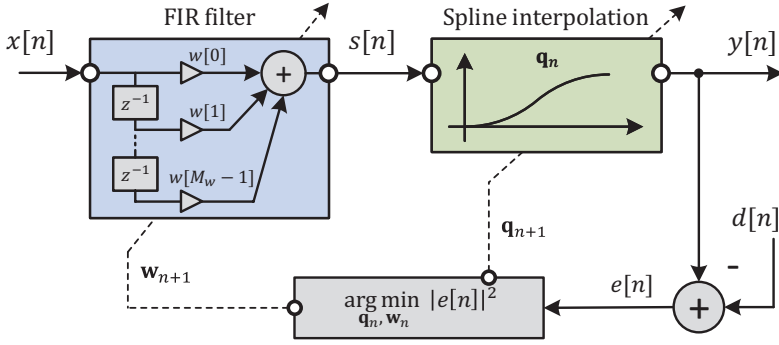 FIR filter
Spline interpolation
x[n]
w[0]
z⁻¹
w[1]
z⁻¹
w[M_w − 1]
+
s[n]
q_n
y[n]
w_{n+1}
q_{n+1}
d[n]
arg min |e[n]|²
q_n, w_n
e[n]
+
-